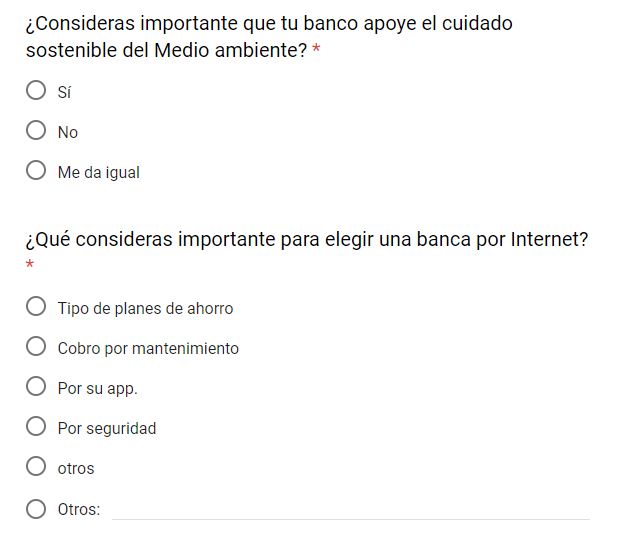 ¿Consideras importante que tu banco apoye el cuidado
sostenible del Medio ambiente? *
Sí
No
Me da igual
¿Qué consideras importante para elegir una banca por Internet?
*
Tipo de planes de ahorro
Cobro por mantenimiento
Por su app.
Por seguridad
otros
Otros: